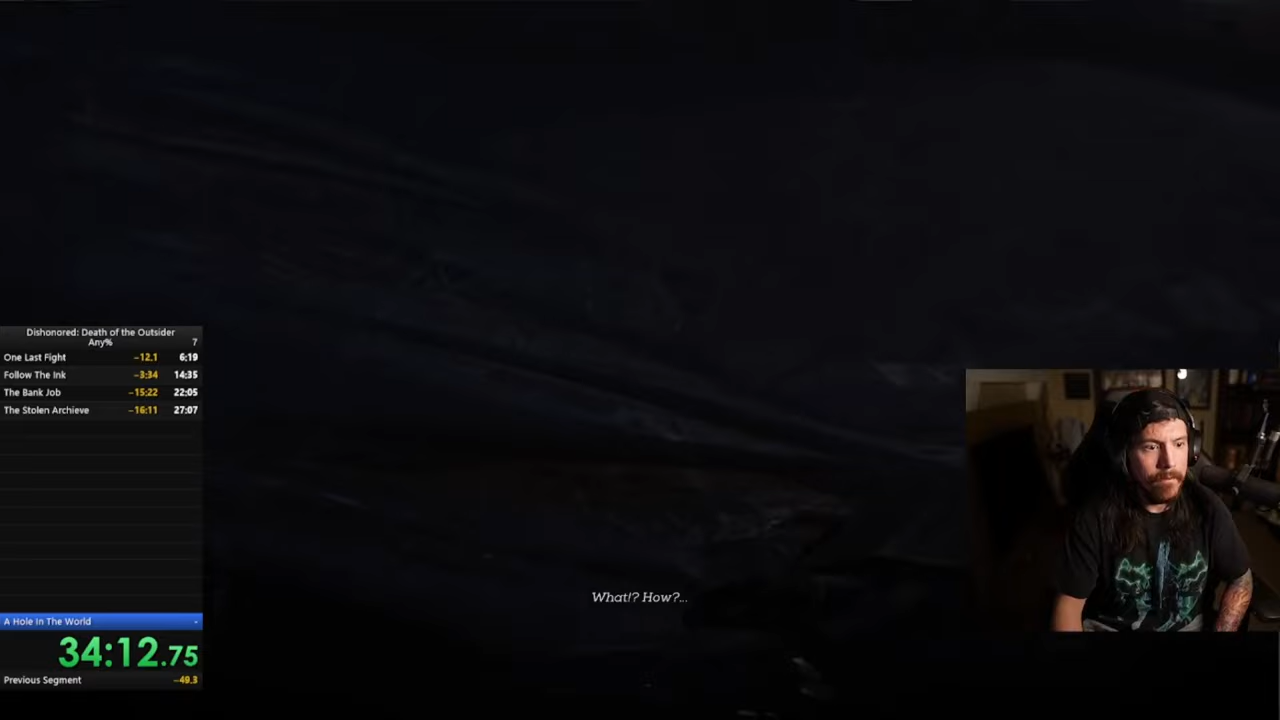 Dishonored: Death of the Outsider
Any% 7
One Last Fight −12.1 6:19
Follow The Ink −3:34 14:35
The Bank Job −15:22 22:05
The Stolen Archieve −16:11 27:07
What!? How?...
A Hole In The World -
34:12.75
Previous Segment −49.3